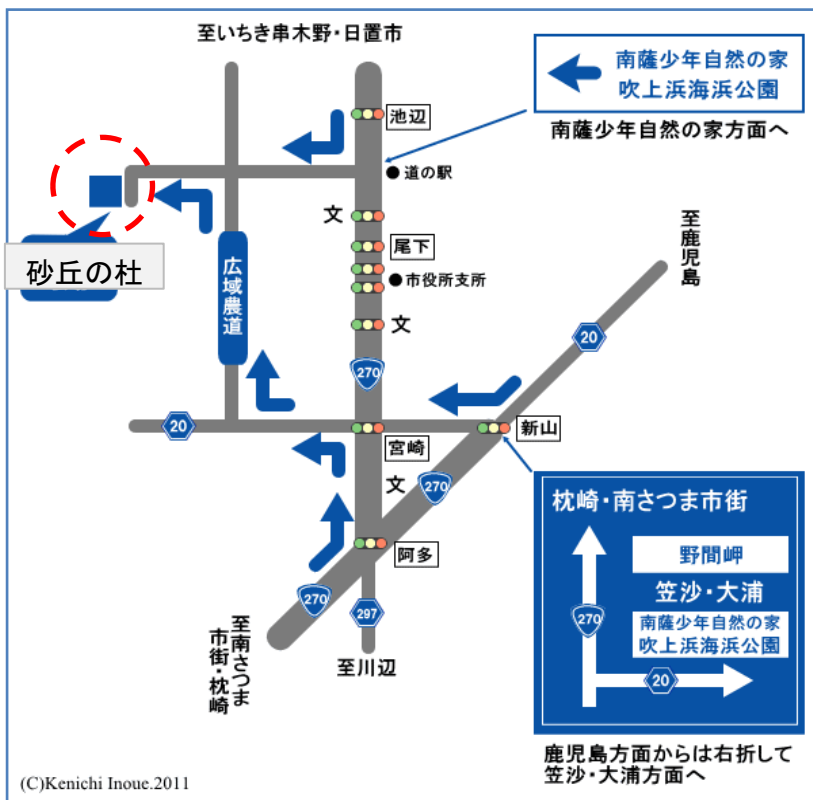 至いちき串木野・日置市
南薩少年自然の家
吹上浜海浜公園
南薩少年自然の家方面へ
池辺
道の駅
文
尾下
市役所支所
文
砂丘の杜
広域農道
至鹿児島
20
270
20
宮崎
新山
文
270
阿多
270
297
至川辺
至南さつま
市街・枕崎
枕崎・南さつま市街
野間岬
笠沙・大浦
南薩少年自然の家
吹上浜海浜公園
270
20
鹿児島方面からは右折して
笠沙・大浦方面へ
(C)Kenichi Inoue.2011